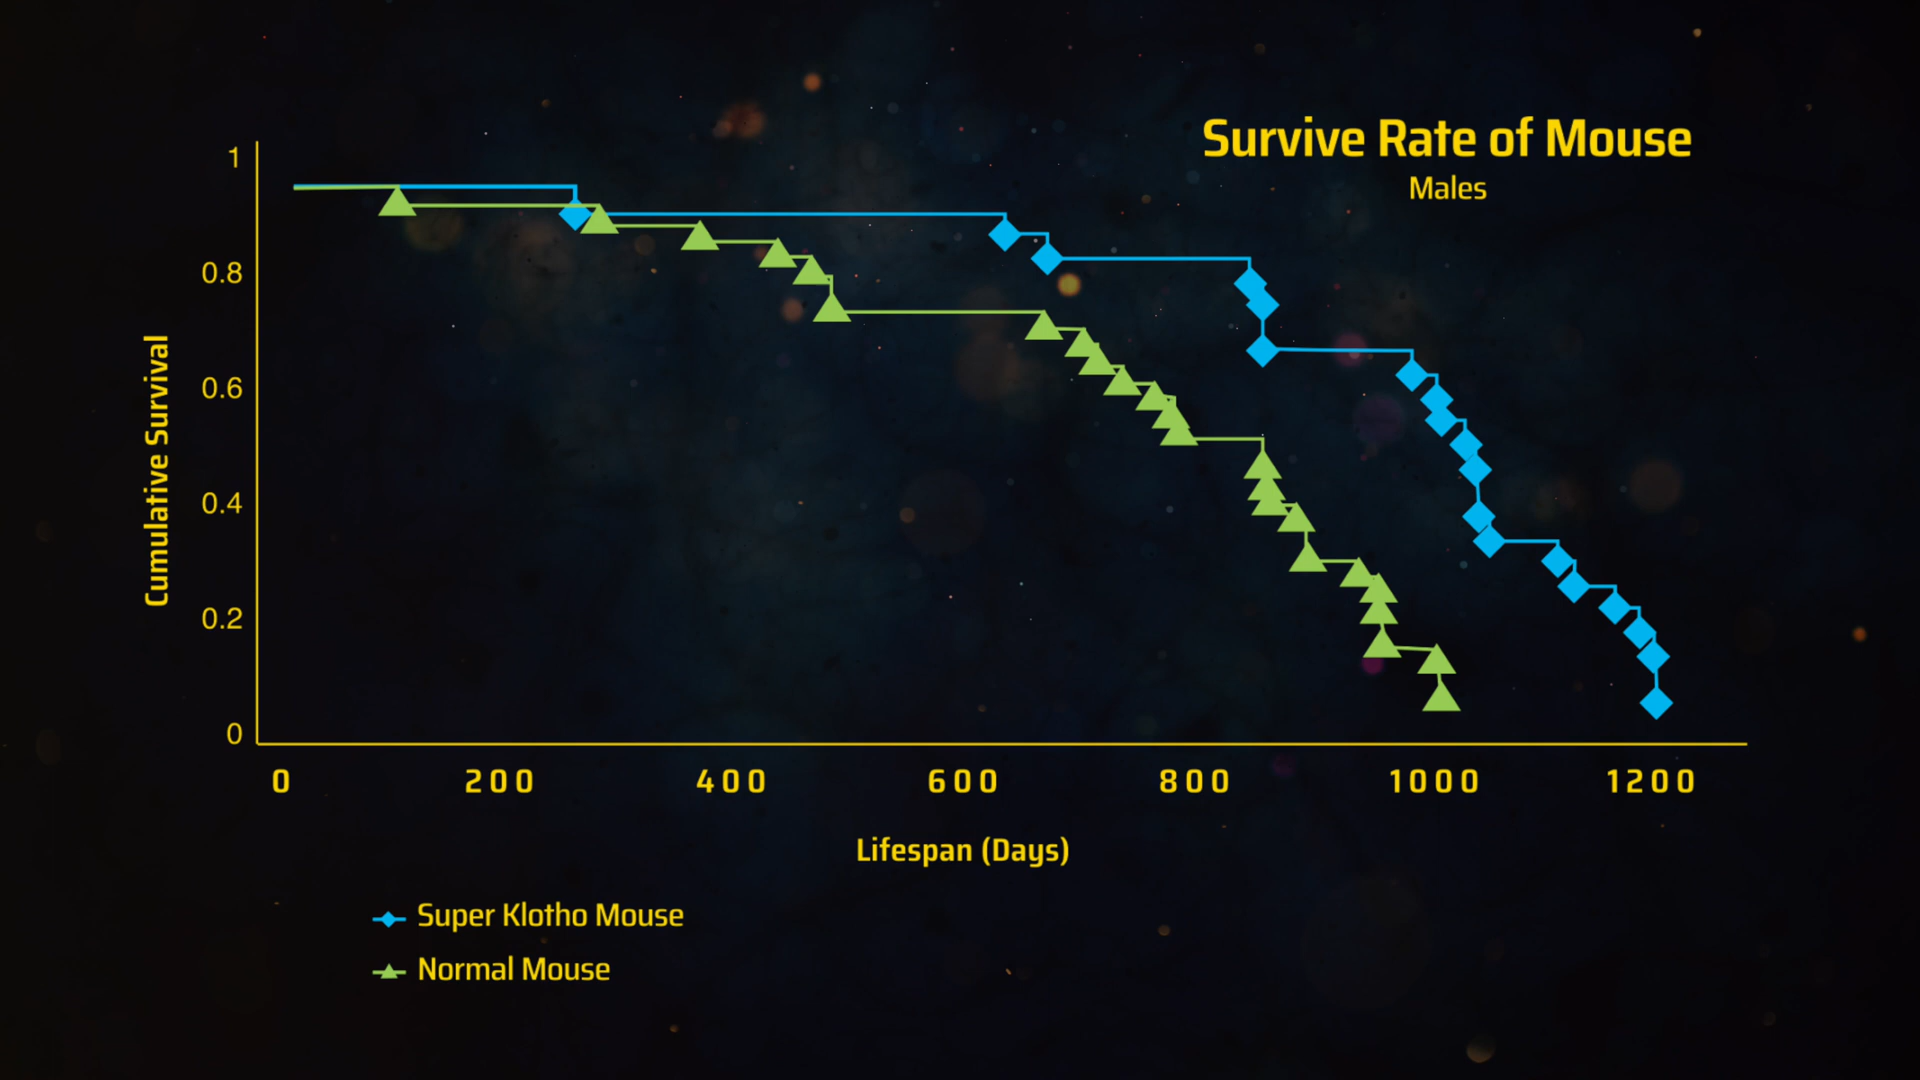 Survive Rate of Mouse
Males
Cumulative Survival
1
0.8
0.6
0.4
0.2
0
0 200 400 600 800 1000 1200
Lifespan (Days)
Super Klotho Mouse
Normal Mouse